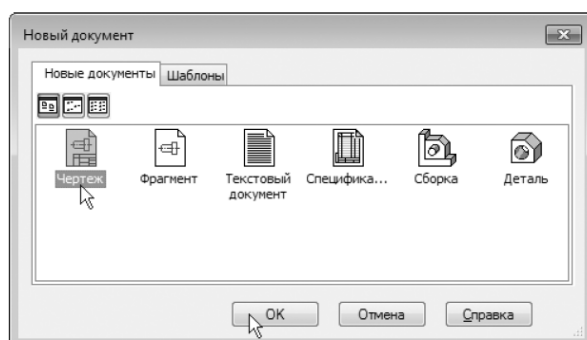 Новый документ
Новые документы Шаблоны
Чертеж Фрагмент Текстовый документ Специфика... Сборка Деталь
OK Отмена Справка